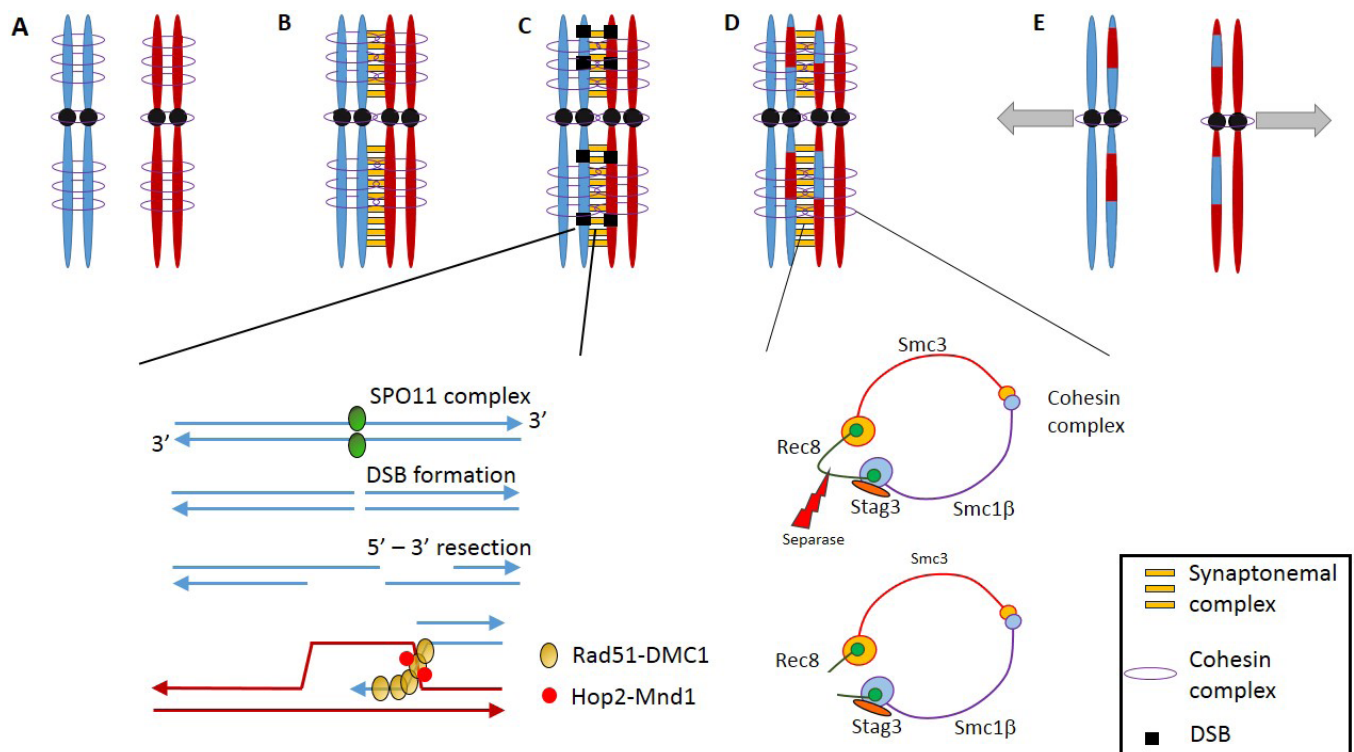 A
B
C
D
E
SPO11 complex
3’
3’
DSB formation
5’ – 3’ resection
Rad51-DMC1
Hop2-Mnd1
Smc3
Cohesin
complex
Rec8
Stag3
Smc1β
Separase
Smc3
Rec8
Stag3
Smc1β
Synaptonemal
complex
Cohesin
complex
DSB